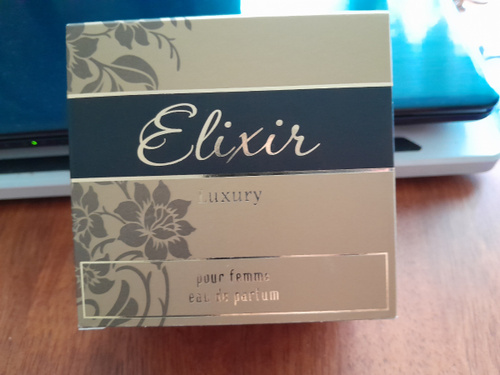 Elixir
Luxury
pour femme
eau de parfum